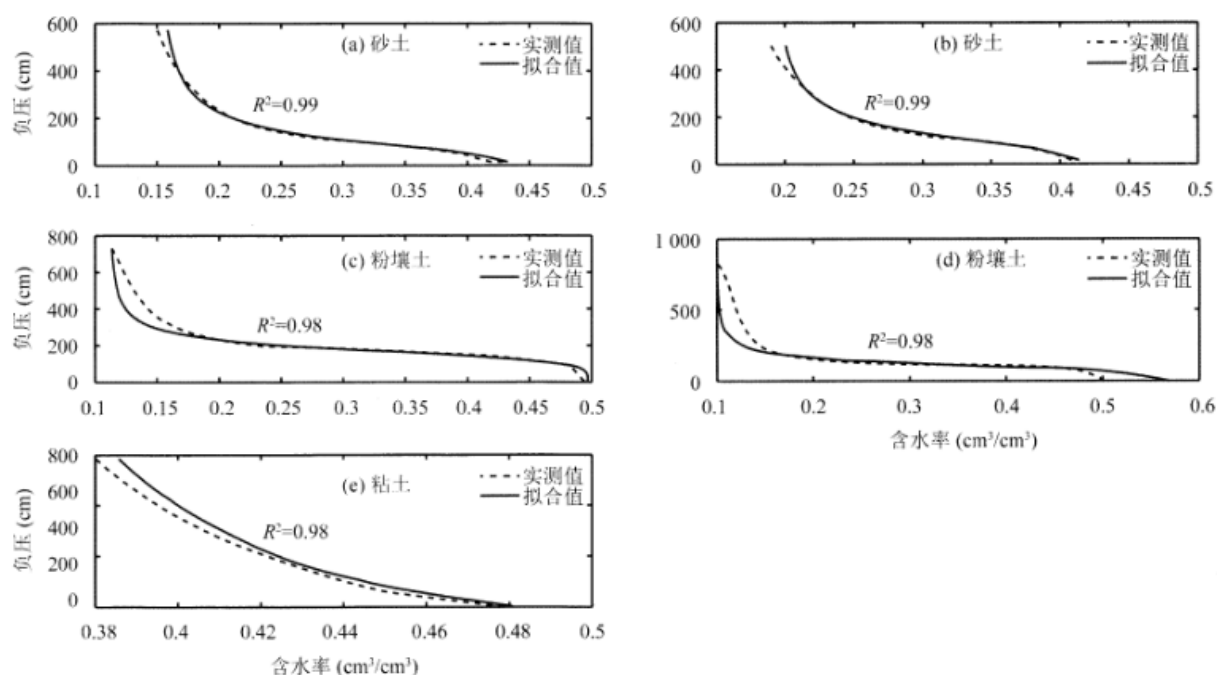 600
400
200
0
负压 (cm)
(a) 砂土
实测值
拟合值
R²=0.99
0.1 0.15 0.2 0.25 0.3 0.35 0.4 0.45 0.5
600
400
200
0
(b) 砂土
实测值
拟合值
R²=0.99
0.2 0.25 0.3 0.35 0.4 0.45 0.5
800
600
400
200
0
负压 (cm)
(c) 粉壤土
实测值
拟合值
R²=0.98
0.1 0.15 0.2 0.25 0.3 0.35 0.4 0.45 0.5
1 000
500
0
(d) 粉壤土
实测值
拟合值
R²=0.98
0.1 0.2 0.3 0.4 0.5 0.6
含水率 (cm³/cm³)
800
600
400
200
0
负压 (cm)
(e) 粘土
实测值
拟合值
R²=0.98
0.38 0.4 0.42 0.44 0.46 0.48 0.5
含水率 (cm³/cm³)